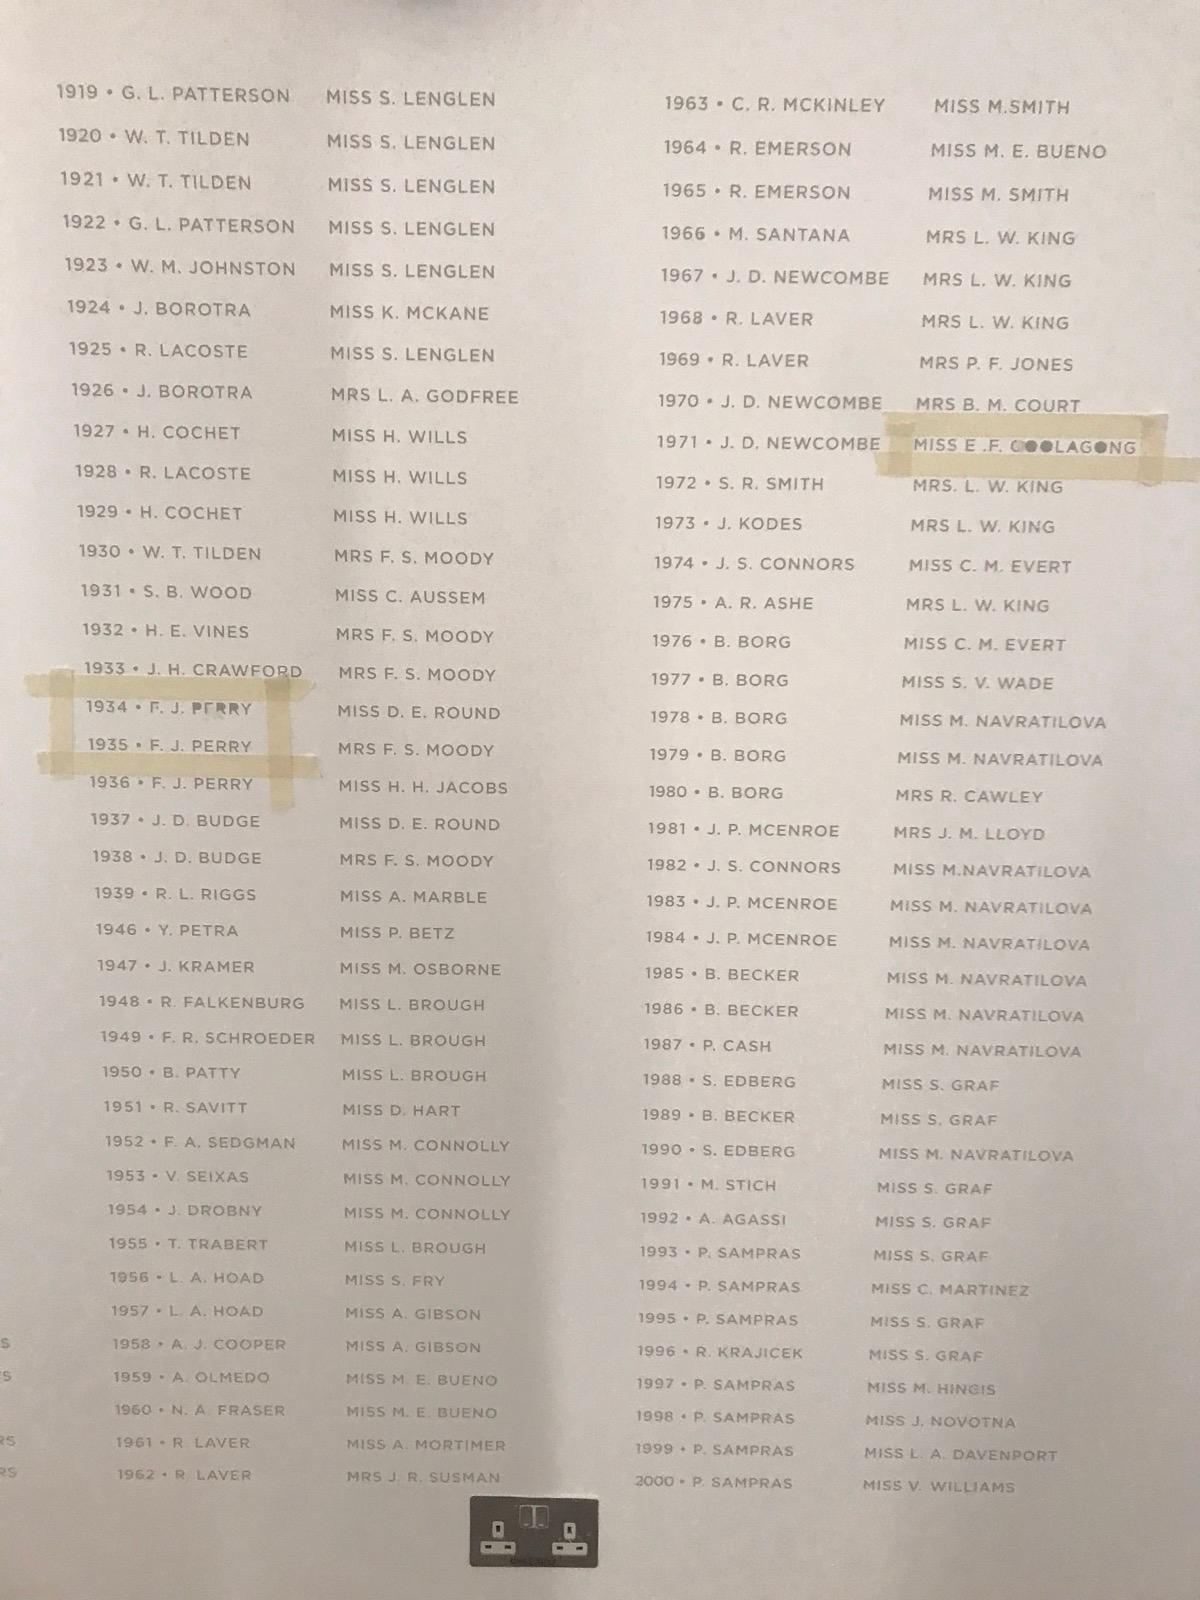 1919 • G. L. PATTERSON MISS S. LENGLEN
1920 • W. T. TILDEN MISS S. LENGLEN
1921 • W. T. TILDEN MISS S. LENGLEN
1922 • G. L. PATTERSON MISS S. LENGLEN
1923 • W. M. JOHNSTON MISS S. LENGLEN
1924 • J. BOROTRA MISS K. MCKANE
1925 • R. LACOSTE MISS S. LENGLEN
1926 • J. BOROTRA MRS L. A. GODFREE
1927 • H. COCHET MISS H. WILLS
1928 • R. LACOSTE MISS H. WILLS
1929 • H. COCHET MISS H. WILLS
1930 • W. T. TILDEN MRS F. S. MOODY
1931 • S. B. WOOD MISS C. AUSSEM
1932 • H. E. VINES MRS F. S. MOODY
1933 • J. H. CRAWFORD MRS F. S. MOODY
1934 • F. J. PERRY MISS D. E. ROUND
1935 • F. J. PERRY MRS F. S. MOODY
1936 • F. J. PERRY MISS H. H. JACOBS
1937 • J. D. BUDGE MISS D. E. ROUND
1938 • J. D. BUDGE MRS F. S. MOODY
1939 • R. L. RIGGS MISS A. MARBLE
1946 • Y. PETRA MISS P. BETZ
1947 • J. KRAMER MISS M. OSBORNE
1948 • R. FALKENBURG MISS L. BROUGH
1949 • F. R. SCHROEDER MISS L. BROUGH
1950 • B. PATTY MISS L. BROUGH
1951 • R. SAVITT MISS D. HART
1952 • F. A. SEDGMAN MISS M. CONNOLLY
1953 • V. SEIXAS MISS M. CONNOLLY
1954 • J. DROBNY MISS M. CONNOLLY
1955 • T. TRABERT MISS L. BROUGH
1956 • L. A. HOAD MISS S. FRY
1957 • L. A. HOAD MISS A. GIBSON
1958 • A. J. COOPER MISS A. GIBSON
1959 • A. OLMEDO MISS M. E. BUENO
1960 • N. A. FRASER MISS M. E. BUENO
1961 • R. LAVER MISS A. MORTIMER
1962 • R. LAVER MRS J. R. SUSMAN
1963 • C. R. MCKINLEY MISS M.SMITH
1964 • R. EMERSON MISS M. E. BUENO
1965 • R. EMERSON MISS M. SMITH
1966 • M. SANTANA MRS L. W. KING
1967 • J. D. NEWCOMBE MRS L. W. KING
1968 • R. LAVER MRS L. W. KING
1969 • R. LAVER MRS P. F. JONES
1970 • J. D. NEWCOMBE MRS B. M. COURT
1971 • J. D. NEWCOMBE MISS E .F. GOOLAGONG
1972 • S. R. SMITH MRS. L. W. KING
1973 • J. KODES MRS L. W. KING
1974 • J. S. CONNORS MISS C. M. EVERT
1975 • A. R. ASHE MRS L. W. KING
1976 • B. BORG MISS C. M. EVERT
1977 • B. BORG MISS S. V. WADE
1978 • B. BORG MISS M. NAVRATILOVA
1979 • B. BORG MISS M. NAVRATILOVA
1980 • B. BORG MRS R. CAWLEY
1981 • J. P. MCENROE MRS J. M. LLOYD
1982 • J. S. CONNORS MISS M.NAVRATILOVA
1983 • J. P. MCENROE MISS M. NAVRATILOVA
1984 • J. P. MCENROE MISS M. NAVRATILOVA
1985 • B. BECKER MISS M. NAVRATILOVA
1986 • B. BECKER MISS M. NAVRATILOVA
1987 • P. CASH MISS M. NAVRATILOVA
1988 • S. EDBERG MISS S. GRAF
1989 • B. BECKER MISS S. GRAF
1990 • S. EDBERG MISS M. NAVRATILOVA
1991 • M. STICH MISS S. GRAF
1992 • A. AGASSI MISS S. GRAF
1993 • P. SAMPRAS MISS S. GRAF
1994 • P. SAMPRAS MISS C. MARTINEZ
1995 • P. SAMPRAS MISS S. GRAF
1996 • R. KRAJICEK MISS S. GRAF
1997 • P. SAMPRAS MISS M. HINGIS
1998 • P. SAMPRAS MISS J. NOVOTNA
1999 • P. SAMPRAS MISS L. A. DAVENPORT
2000 • P. SAMPRAS MISS V. WILLIAMS